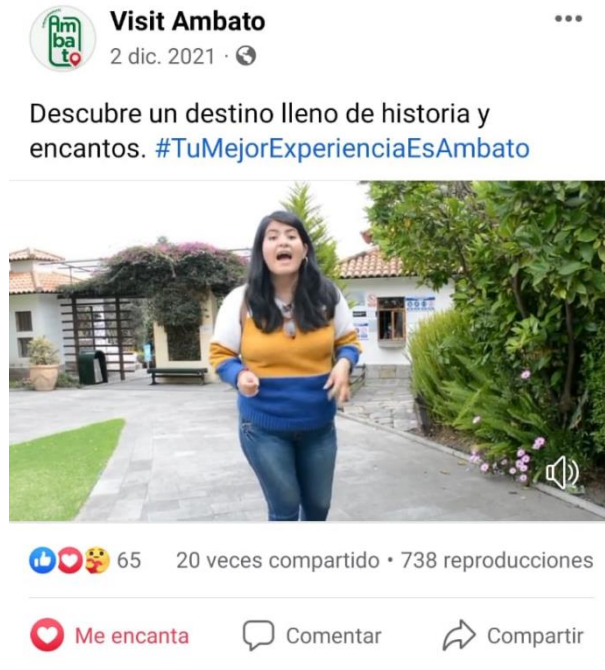 Am
ba
to
Visit Ambato
2 dic. 2021 ·
Descubre un destino lleno de historia y
encantos. #TuMejorExperienciaEsAmbato
65
20 veces compartido • 738 reproducciones
Me encanta
Comentar
Compartir